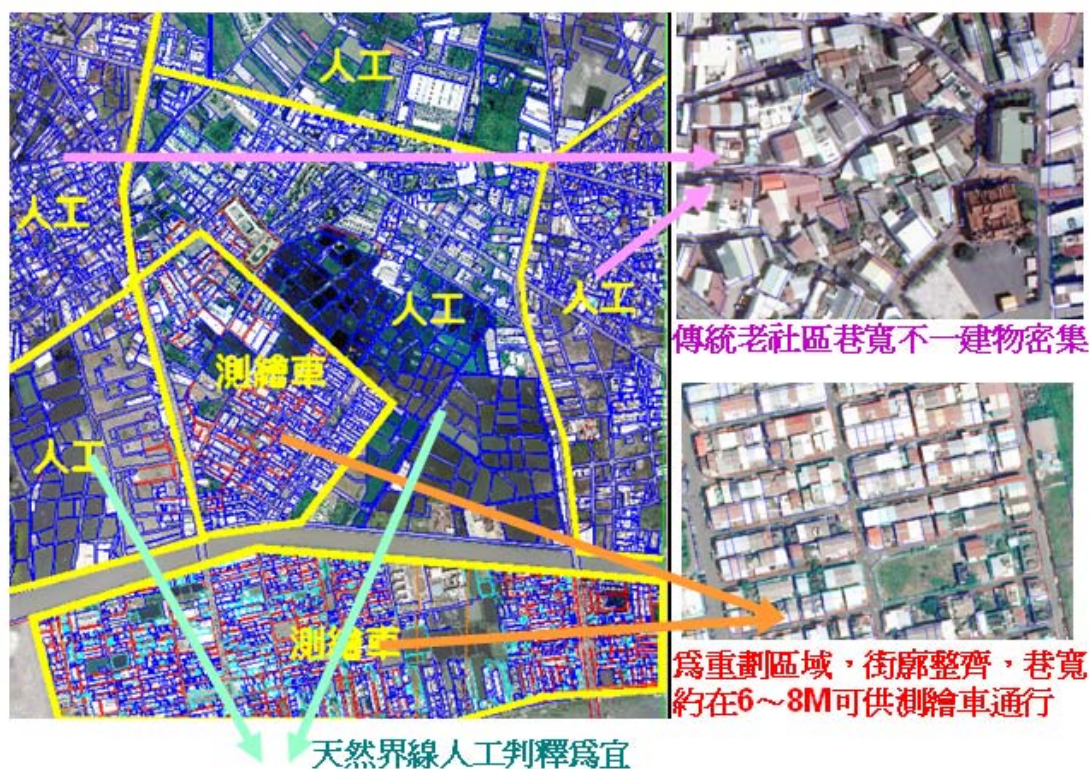 人工
人工
人工
人工
測繪車
人工
測繪車
傳統老社區巷寬不一建物密集
為重劃區域，街廓整齊，巷寬
約在6～8M可供測繪車通行
天然界線人工判釋為宜